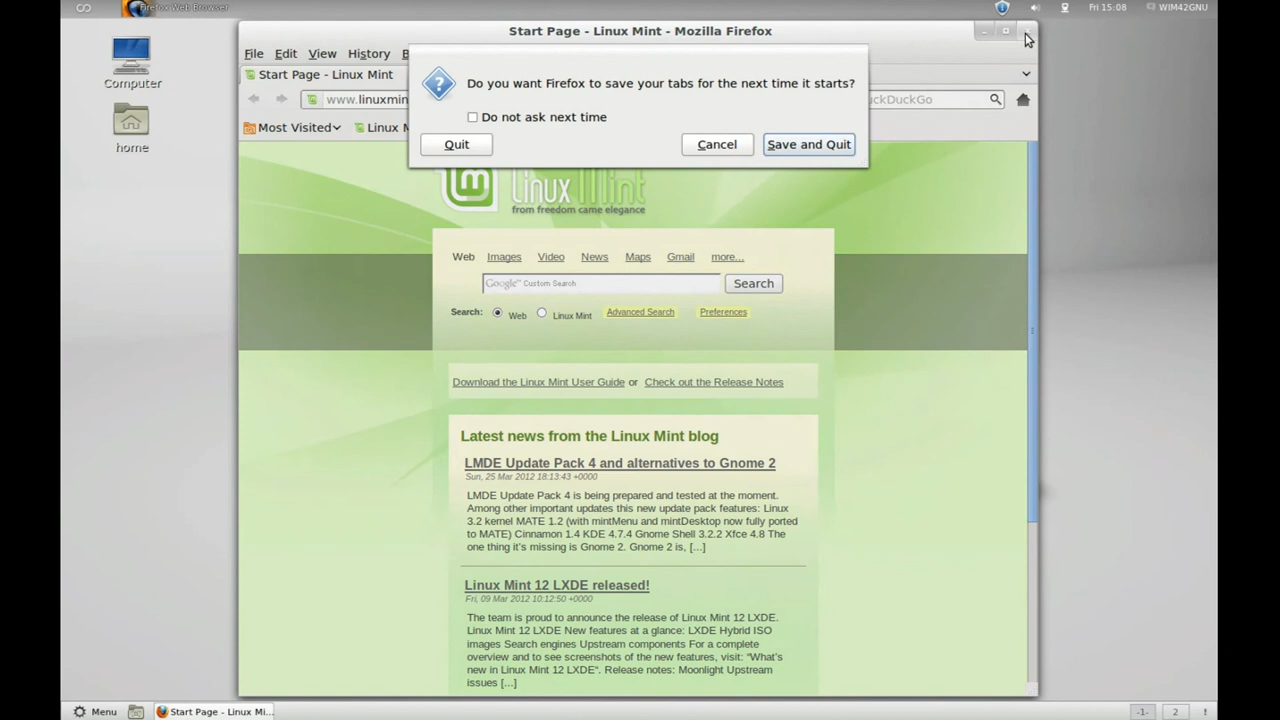 Firefox Web Browser
Fri 15:08
WIM42GNU
Computer
home
Start Page - Linux Mint - Mozilla Firefox
File Edit View History B
Start Page - Linux Mint
www.linuxmin
uckDuckGo
Most Visited
Linux M
?
Do you want Firefox to save your tabs for the next time it starts?
Do not ask next time
Quit Cancel Save and Quit
Linux Mint
from freedom came elegance
Web Images Video News Maps Gmail more...
Google™ Custom Search
Search
Search: Web Linux Mint Advanced Search Preferences
Download the Linux Mint User Guide or Check out the Release Notes
Latest news from the Linux Mint blog
LMDE Update Pack 4 and alternatives to Gnome 2
Sun, 25 Mar 2012 18:13:43 +0000
LMDE Update Pack 4 is being prepared and tested at the moment.
Among other important updates this new update pack features: Linux
3.2 kernel MATE 1.2 (with mintMenu and mintDesktop now fully ported
to MATE) Cinnamon 1.4 KDE 4.7.4 Gnome Shell 3.2.2 Xfce 4.8 The
one thing it's missing is Gnome 2. Gnome 2 is, [...]
Linux Mint 12 LXDE released!
Fri, 09 Mar 2012 10:12:50 +0000
The team is proud to announce the release of Linux Mint 12 LXDE.
Linux Mint 12 LXDE New features at a glance: LXDE Hybrid ISO
images Search engines Upstream components For a complete
overview and to see screenshots of the new features, visit: “What's
new in Linux Mint 12 LXDE“. Release notes: Moonlight Upstream
issues [...]
Menu
Start Page - Linux Mi...
-1- 2 !